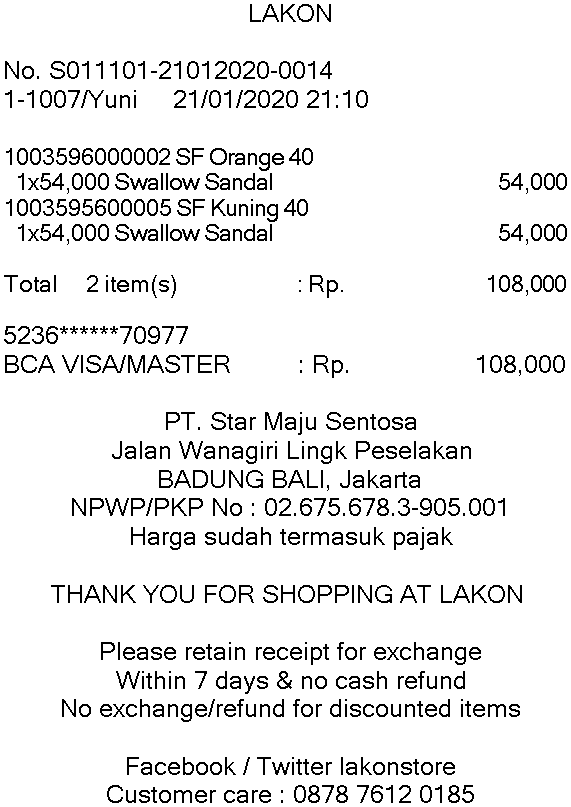 LAKON
No. S011101-21012020-0014
1-1007/Yuni 21/01/2020 21:10
1003596000002 SF Orange 40
1x54,000 Swallow Sandal 54,000
1003595600005 SF Kuning 40
1x54,000 Swallow Sandal 54,000
Total 2 item(s) : Rp. 108,000
5236******70977
BCA VISA/MASTER : Rp. 108,000
PT. Star Maju Sentosa
Jalan Wanagiri Lingk Peselakan
BADUNG BALI, Jakarta
NPWP/PKP No : 02.675.678.3-905.001
Harga sudah termasuk pajak
THANK YOU FOR SHOPPING AT LAKON
Please retain receipt for exchange
Within 7 days & no cash refund
No exchange/refund for discounted items
Facebook / Twitter lakonstore
Customer care : 0878 7612 0185